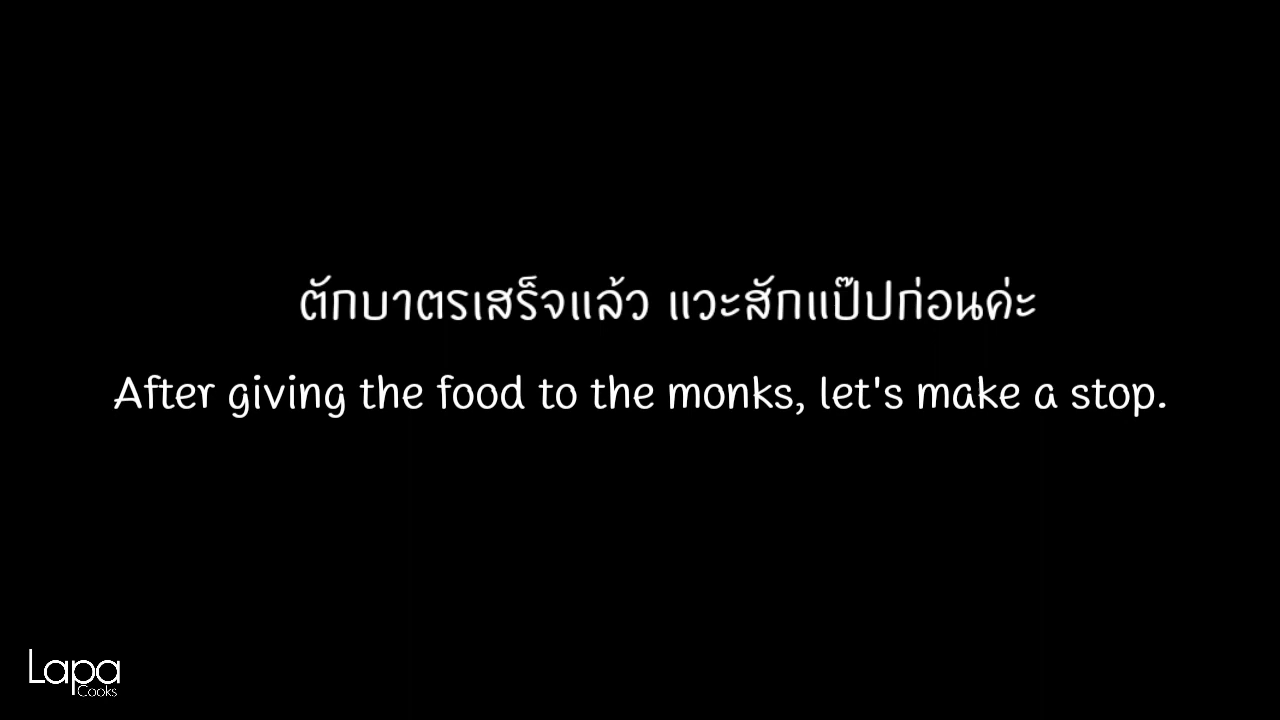 ตักบาตรเสร็จแล้ว แวะสักแป๊ปก่อนค่ะ
After giving the food to the monks, let's make a stop.
Lapa
Cooks